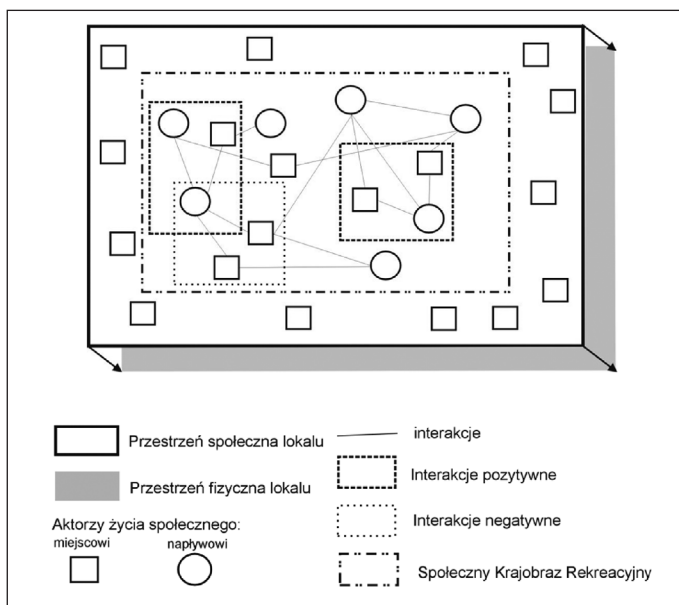 Przestrzeń społeczna lokalu
Przestrzeń fizyczna lokalu
Aktorzy życia społecznego:
miejscowi
napływowi
interakcje
Interakcje pozytywne
Interakcje negatywne
Społeczny Krajobraz Rekreacyjny